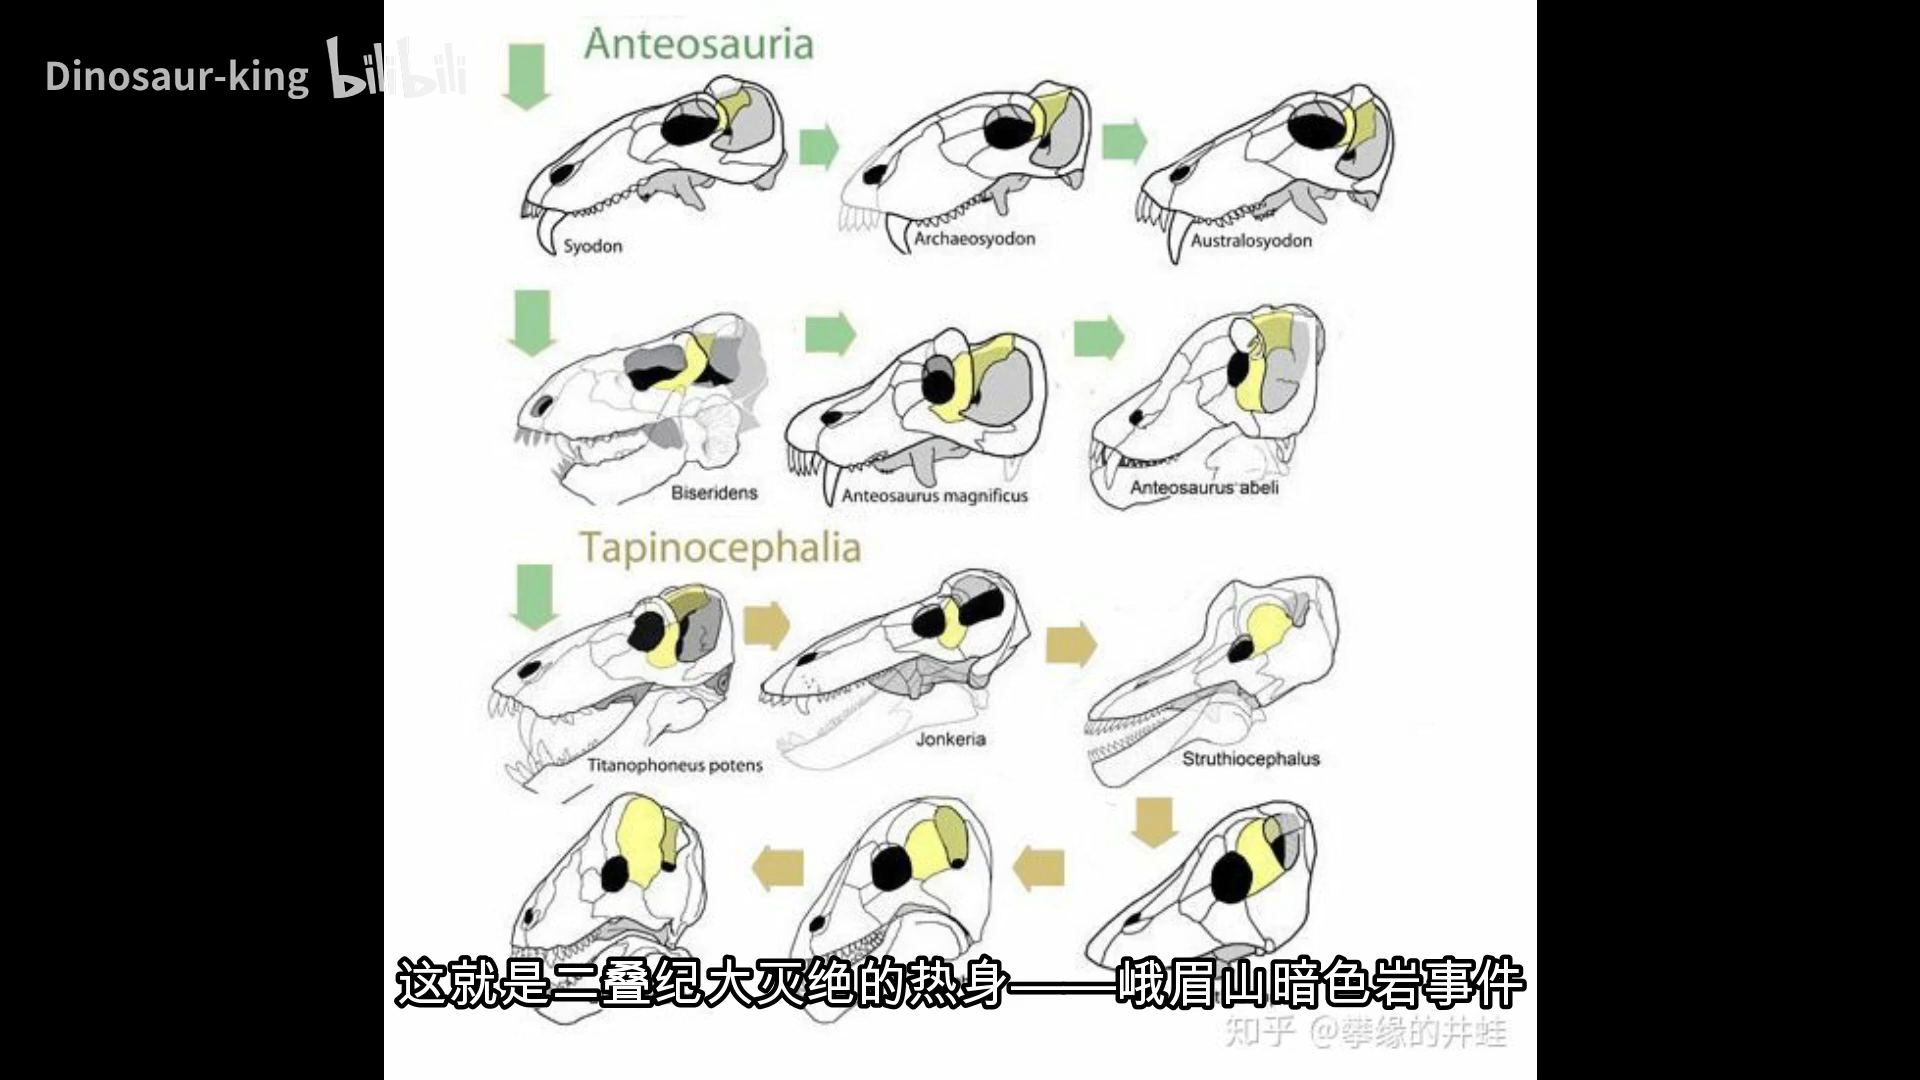 Dinosaur-king bilibili
Anteosauria
Syodon
Archaeosyodon
Australosyodon
Biseridens
Anteosaurus magnificus
Anteosaurus abeli
Tapinocephalia
Titanophoneus potens
Jonkeria
Struthiocephalus
这就是二叠纪大灭绝的热身——峨眉山暗色岩事件
知乎 @攀缘的井蛙